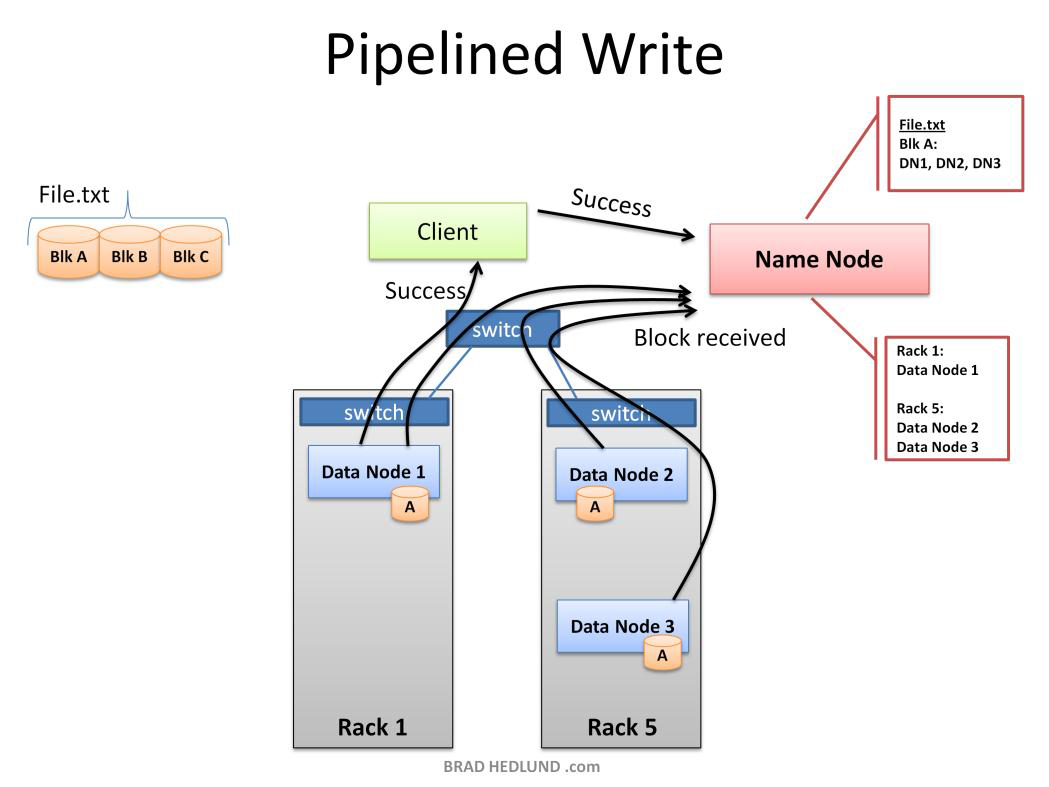 Pipelined Write
File.txt
Blk A:
DN1, DN2, DN3
File.txt
Blk A Blk B Blk C
Client
Success
Name Node
Success
switch
Block received
Rack 1:
Data Node 1
Rack 5:
Data Node 2
Data Node 3
switch
switch
Data Node 1
A
Data Node 2
A
Data Node 3
A
Rack 1
Rack 5
BRAD HEDLUND .com